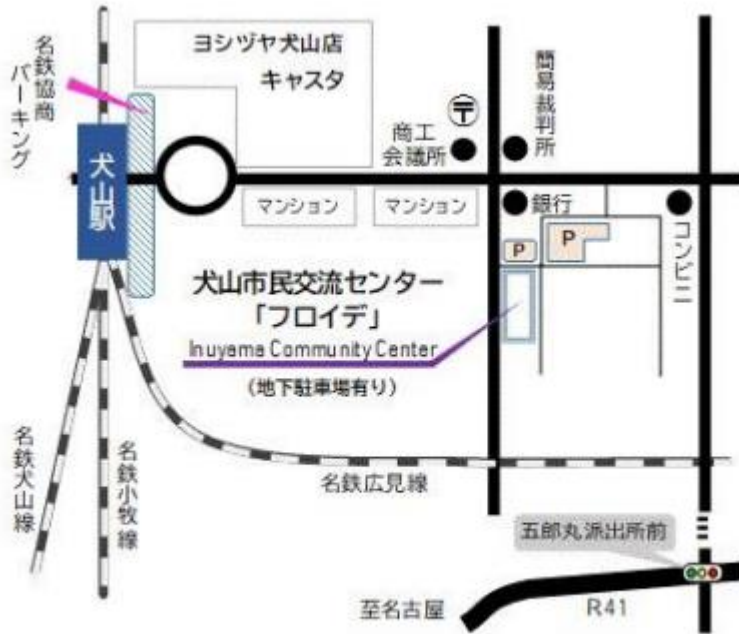 ヨシヅヤ犬山店
キャスタ
名鉄協商
パーキング
犬山駅
〒
商工
会議所
簡易裁判所
マンション
マンション
銀行
P
P
コンビニ
犬山市民交流センター
「フロイデ」
Inuyama Community Center
(地下駐車場有り)
名鉄犬山線
名鉄小牧線
名鉄広見線
五郎丸派出所前
至名古屋
R41